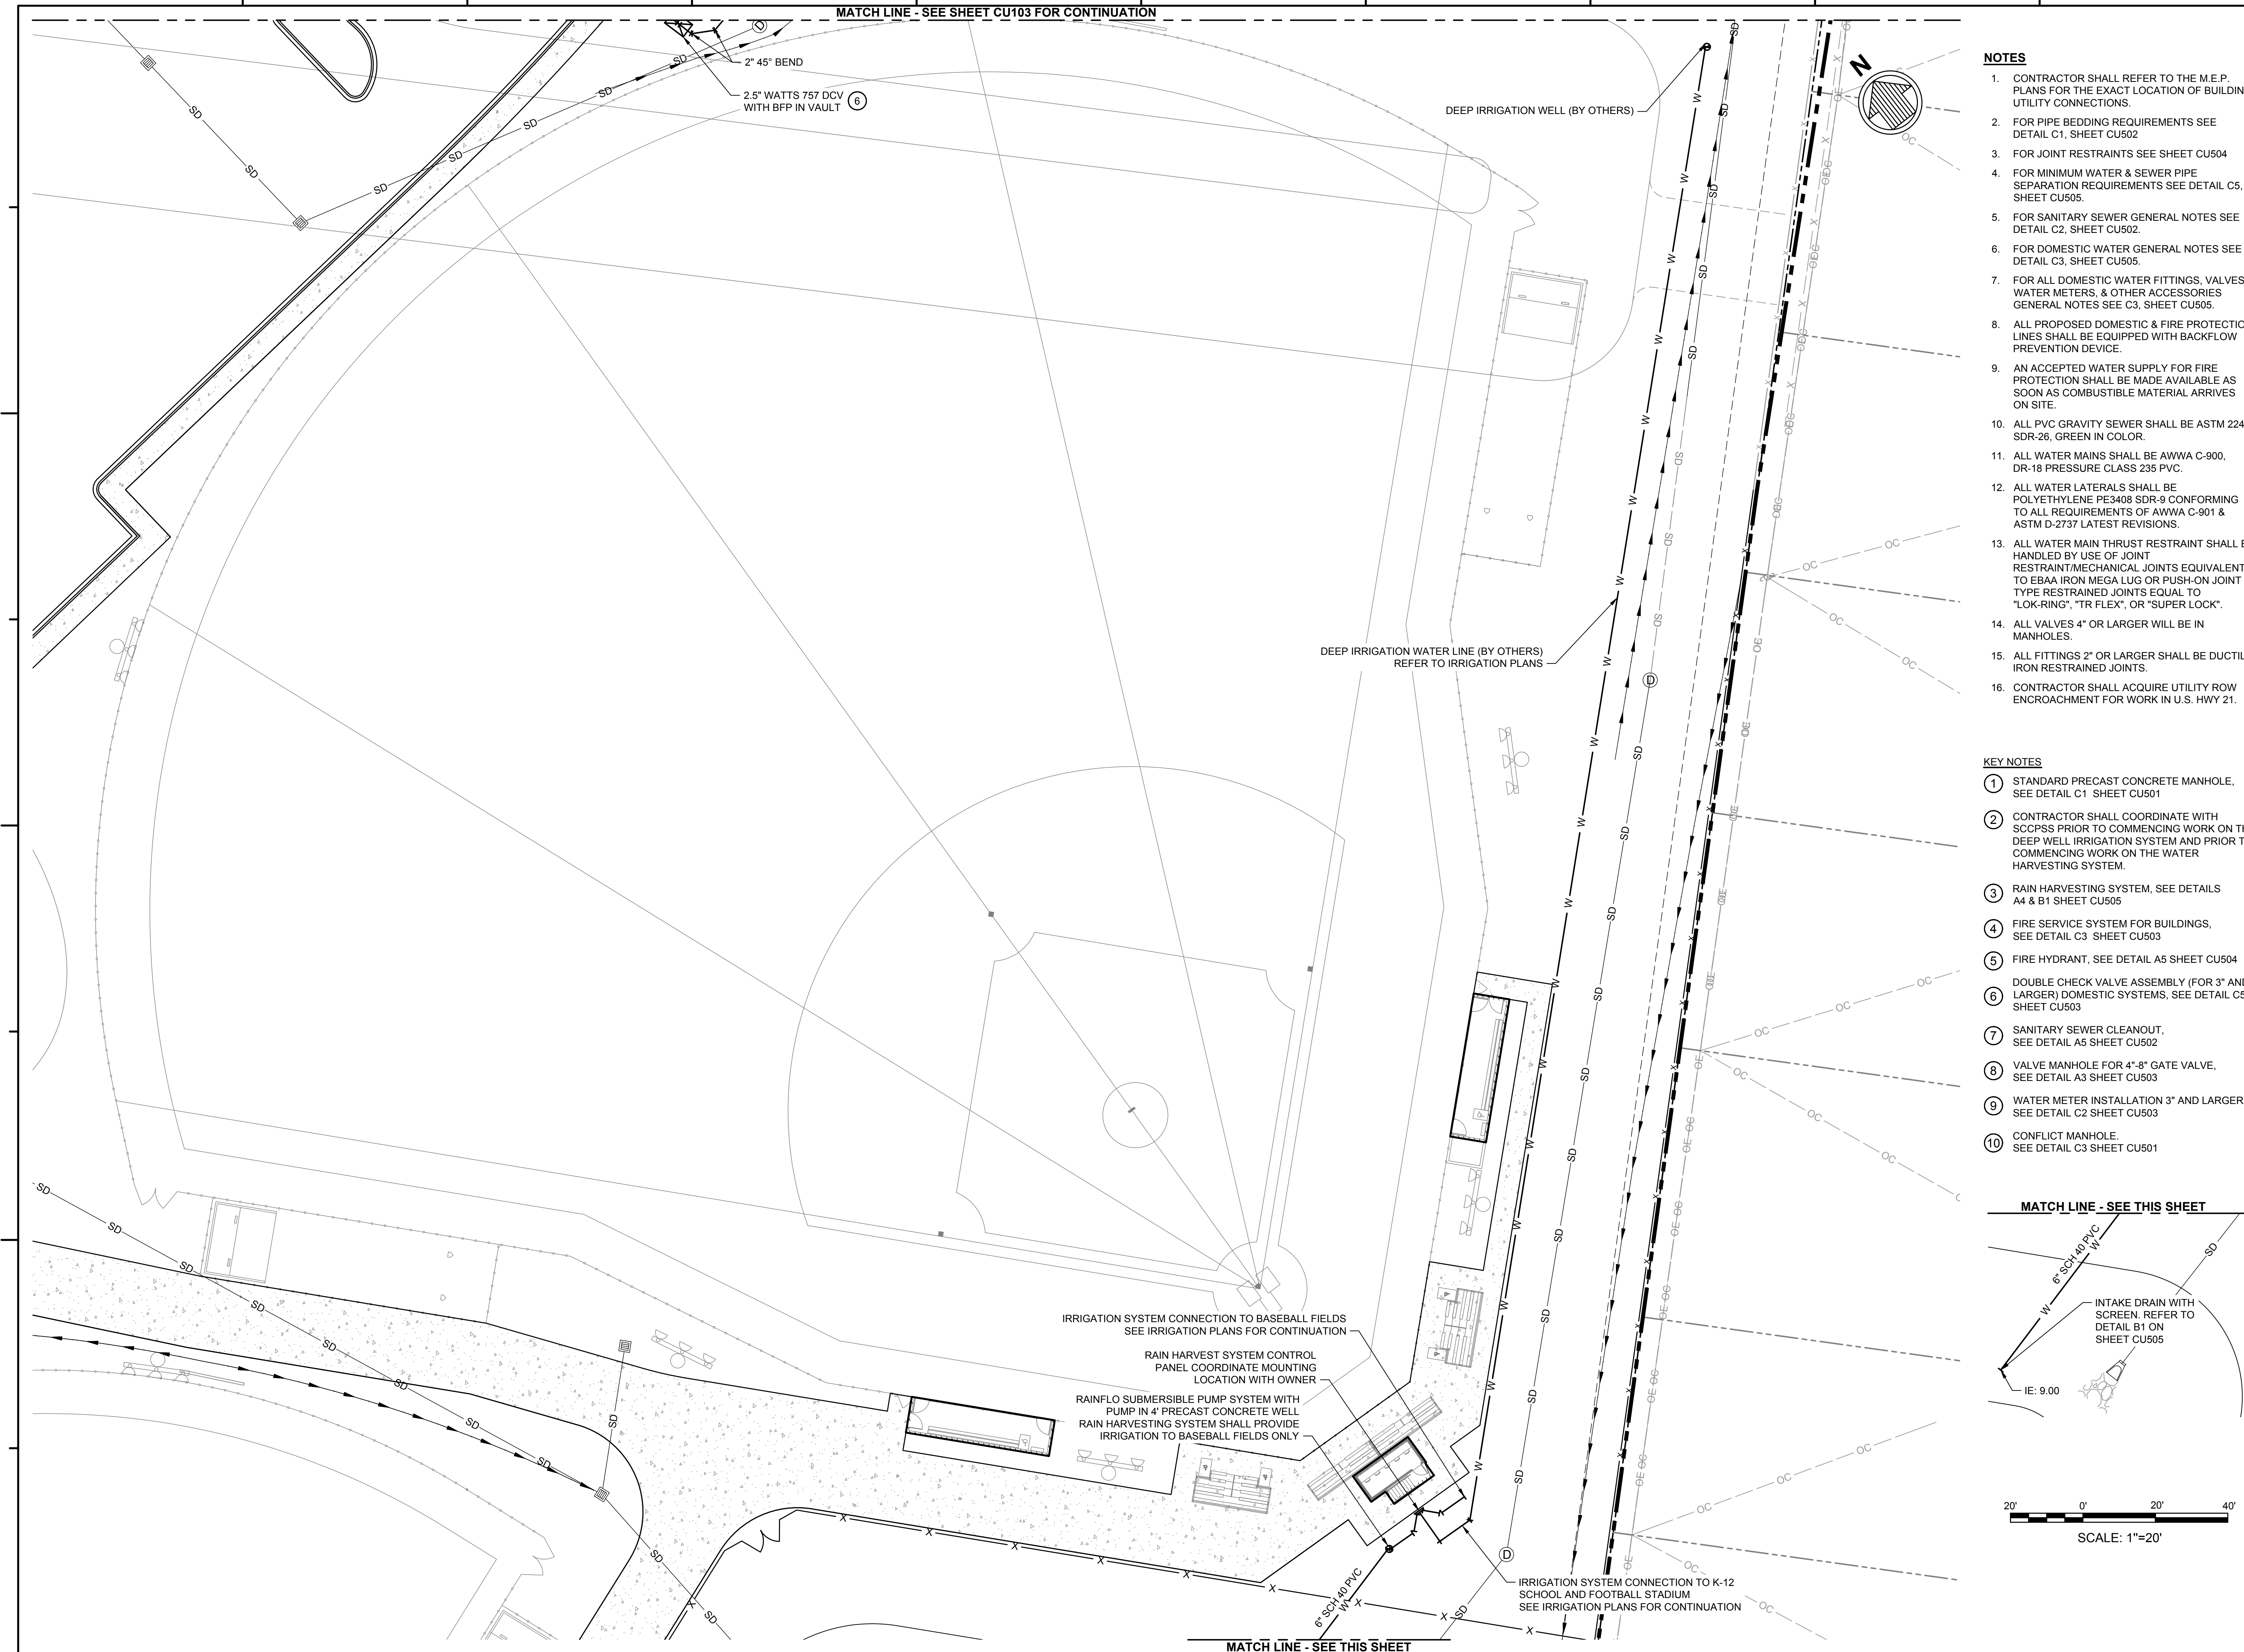 MATCH LINE - SEE SHEET CU103 FOR CONTINUATION
2" 45° BEND
2.5" WATTS 757 DCV
WITH BFP IN VAULT
6
DEEP IRRIGATION WELL (BY OTHERS)
N
DEEP IRRIGATION WATER LINE (BY OTHERS)
REFER TO IRRIGATION PLANS
IRRIGATION SYSTEM CONNECTION TO BASEBALL FIELDS
SEE IRRIGATION PLANS FOR CONTINUATION
RAIN HARVEST SYSTEM CONTROL
PANEL COORDINATE MOUNTING
LOCATION WITH OWNER
RAINFLO SUBMERSIBLE PUMP SYSTEM WITH
PUMP IN 4' PRECAST CONCRETE WELL
RAIN HARVESTING SYSTEM SHALL PROVIDE
IRRIGATION TO BASEBALL FIELDS ONLY
6" SCH 40 PVC
W
IRRIGATION SYSTEM CONNECTION TO K-12
SCHOOL AND FOOTBALL STADIUM
SEE IRRIGATION PLANS FOR CONTINUATION
MATCH LINE - SEE THIS SHEET
SD
D
X
OC
OE
NOTES
1. CONTRACTOR SHALL REFER TO THE M.E.P.
PLANS FOR THE EXACT LOCATION OF BUILDIN
UTILITY CONNECTIONS.
2. FOR PIPE BEDDING REQUIREMENTS SEE
DETAIL C1, SHEET CU502
3. FOR JOINT RESTRAINTS SEE SHEET CU504
4. FOR MINIMUM WATER & SEWER PIPE
SEPARATION REQUIREMENTS SEE DETAIL C5,
SHEET CU505.
5. FOR SANITARY SEWER GENERAL NOTES SEE
DETAIL C2, SHEET CU502.
6. FOR DOMESTIC WATER GENERAL NOTES SEE
DETAIL C3, SHEET CU505.
7. FOR ALL DOMESTIC WATER FITTINGS, VALVES
WATER METERS, & OTHER ACCESSORIES
GENERAL NOTES SEE C3, SHEET CU505.
8. ALL PROPOSED DOMESTIC & FIRE PROTECTIO
LINES SHALL BE EQUIPPED WITH BACKFLOW
PREVENTION DEVICE.
9. AN ACCEPTED WATER SUPPLY FOR FIRE
PROTECTION SHALL BE MADE AVAILABLE AS
SOON AS COMBUSTIBLE MATERIAL ARRIVES
ON SITE.
10. ALL PVC GRAVITY SEWER SHALL BE ASTM 224
SDR-26, GREEN IN COLOR.
11. ALL WATER MAINS SHALL BE AWWA C-900,
DR-18 PRESSURE CLASS 235 PVC.
12. ALL WATER LATERALS SHALL BE
POLYETHYLENE PE3408 SDR-9 CONFORMING
TO ALL REQUIREMENTS OF AWWA C-901 &
ASTM D-2737 LATEST REVISIONS.
13. ALL WATER MAIN THRUST RESTRAINT SHALL B
HANDLED BY USE OF JOINT
RESTRAINT/MECHANICAL JOINTS EQUIVALENT
TO EBAA IRON MEGA LUG OR PUSH-ON JOINT
TYPE RESTRAINED JOINTS EQUAL TO
"LOK-RING", "TR FLEX", OR "SUPER LOCK".
14. ALL VALVES 4" OR LARGER WILL BE IN
MANHOLES.
15. ALL FITTINGS 2" OR LARGER SHALL BE DUCTIL
IRON RESTRAINED JOINTS.
16. CONTRACTOR SHALL ACQUIRE UTILITY ROW
ENCROACHMENT FOR WORK IN U.S. HWY 21.
KEY NOTES
1 STANDARD PRECAST CONCRETE MANHOLE,
SEE DETAIL C1 SHEET CU501
2 CONTRACTOR SHALL COORDINATE WITH
SCCPSS PRIOR TO COMMENCING WORK ON TH
DEEP WELL IRRIGATION SYSTEM AND PRIOR T
COMMENCING WORK ON THE WATER
HARVESTING SYSTEM.
3 RAIN HARVESTING SYSTEM, SEE DETAILS
A4 & B1 SHEET CU505
4 FIRE SERVICE SYSTEM FOR BUILDINGS,
SEE DETAIL C3 SHEET CU503
5 FIRE HYDRANT, SEE DETAIL A5 SHEET CU504
6 DOUBLE CHECK VALVE ASSEMBLY (FOR 3" AND
LARGER) DOMESTIC SYSTEMS, SEE DETAIL C5
SHEET CU503
7 SANITARY SEWER CLEANOUT,
SEE DETAIL A5 SHEET CU502
8 VALVE MANHOLE FOR 4"-8" GATE VALVE,
SEE DETAIL A3 SHEET CU503
9 WATER METER INSTALLATION 3" AND LARGER
SEE DETAIL C2 SHEET CU503
10 CONFLICT MANHOLE.
SEE DETAIL C3 SHEET CU501
MATCH LINE - SEE THIS SHEET
6" SCH 40 PVC
W
SD
INTAKE DRAIN WITH
SCREEN. REFER TO
DETAIL B1 ON
SHEET CU505
IE: 9.00
20' 0' 20' 40'
SCALE: 1"=20'